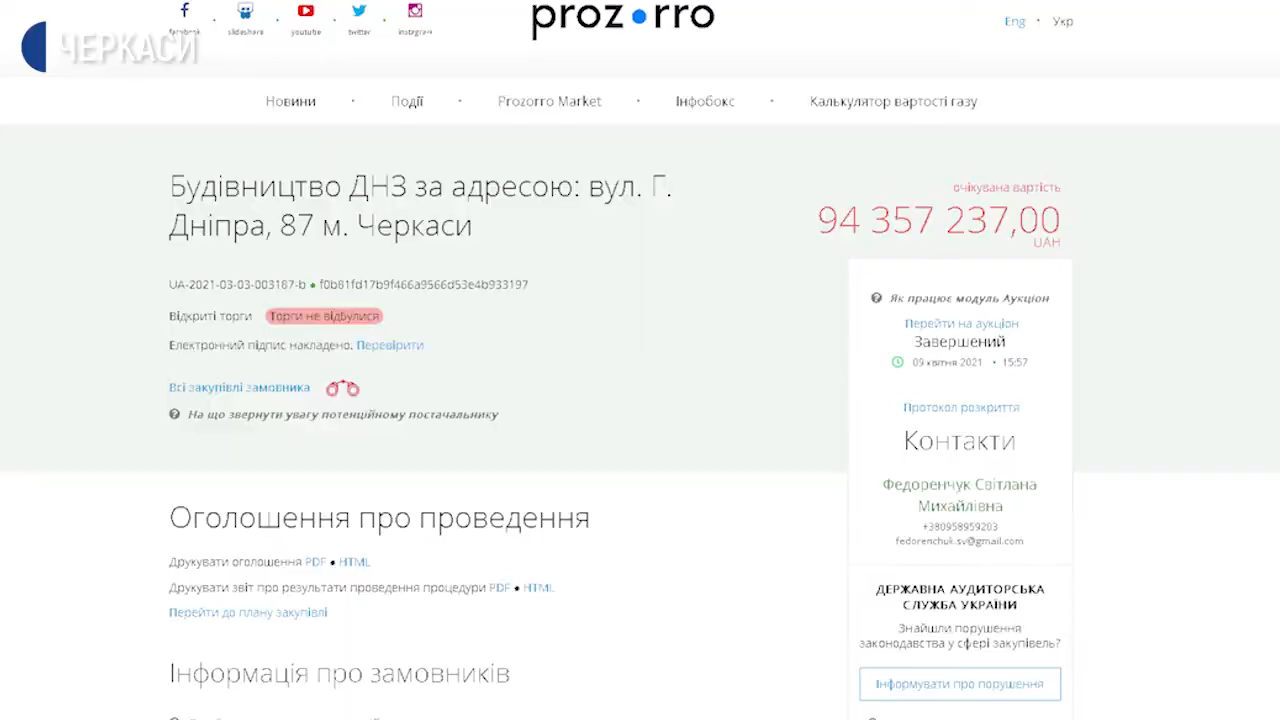 facebook
slideshare
youtube
twitter
instagram
prozorro
Eng • Укр
ЧЕРКАСИ
Новини • Події • Prozorro Market • Інфобокс • Калькулятор вартості газу
Будівництво ДНЗ за адресою: вул. Г.
Дніпра, 87 м. Черкаси
очікувана вартість
94 357 237,00
UAH
UA-2021-03-03-003187-b ● f0b81fd17b9f466a9566d53e4b933197
Відкриті торги Торги не відбулися
Електронний підпис накладено. Перевірити
Всі закупівлі замовника
На що звернути увагу потенційному постачальнику
Як працює модуль Аукціон
Перейти на аукціон
Завершений
09 квітня 2021 • 15:57
Протокол розкриття
Контакти
Федоренчук Світлана
Михайлівна
+380958959203
fedorenchuk.sv@gmail.com
Оголошення про проведення
Друкувати оголошення PDF ● HTML
Друкувати звіт про результати проведення процедури PDF ● HTML
Перейти до плану закупівлі
ДЕРЖАВНА АУДИТОРСЬКА
СЛУЖБА УКРАЇНИ
Знайшли порушення
законодавства у сфері закупівель?
Інформувати про порушення
Інформація про замовників